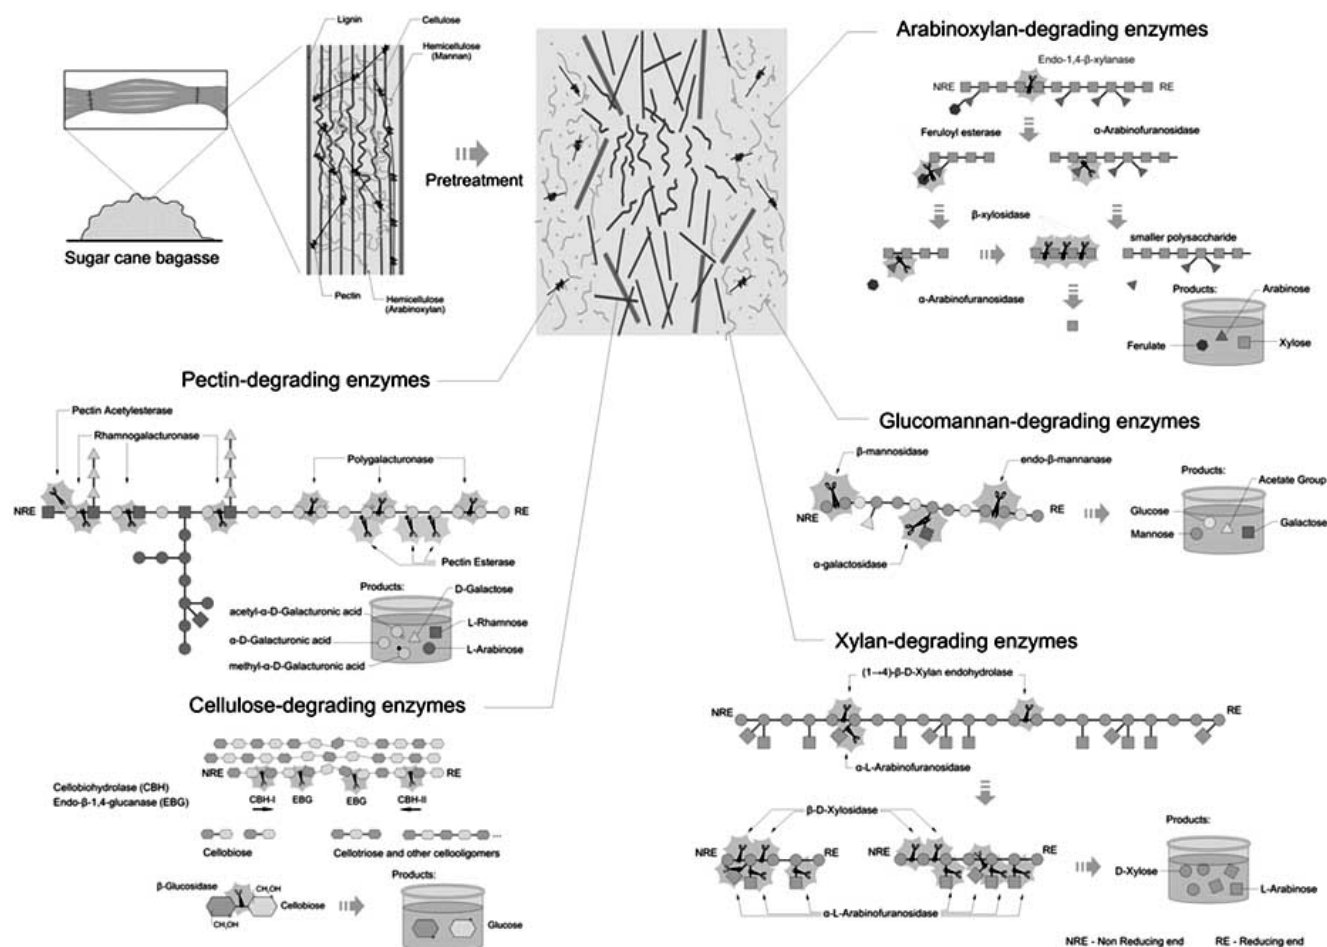 Lignin
Cellulose
Hemicellulose
(Mannan)
Pretreatment
Sugar cane bagasse
Pectin
Hemicellulose
(Arabinoxylan)
Arabinoxylan-degrading enzymes
Endo-1,4-β-xylanase
NRE
RE
Feruloyl esterase
α-Arabinofuranosidase
β-xylosidase
smaller polysaccharide
α-Arabinofuranosidase
Products:
Arabinose
Ferulate
Xylose
Pectin-degrading enzymes
Pectin Acetylesterase
Rhamnogalacturonase
Polygalacturonase
NRE
RE
Pectin Esterase
Products:
D-Galactose
acetyl-α-D-Galacturonic acid
L-Rhamnose
α-D-Galacturonic acid
L-Arabinose
methyl-α-D-Galacturonic acid
Glucomannan-degrading enzymes
β-mannosidase
endo-β-mannanase
NRE
RE
α-galactosidase
Products:
Acetate Group
Glucose
Galactose
Mannose
Cellulose-degrading enzymes
NRE
RE
Cellobiohydrolase (CBH)
Endo-β-1,4-glucanase (EBG)
CBH-I
EBG
EBG
CBH-II
Cellobiose
Cellotriose and other cellooligomers
...
β-Glucosidase
CH₂OH
Cellobiose
CH₂OH
Products:
Glucose
Xylan-degrading enzymes
(1→4)-β-D-Xylan endohydrolase
NRE
RE
α-L-Arabinofuranosidase
β-D-Xylosidase
NRE
RE
NRE
RE
α-L-Arabinofuranosidase
Products:
D-Xylose
L-Arabinose
NRE - Non Reducing end
RE - Reducing end